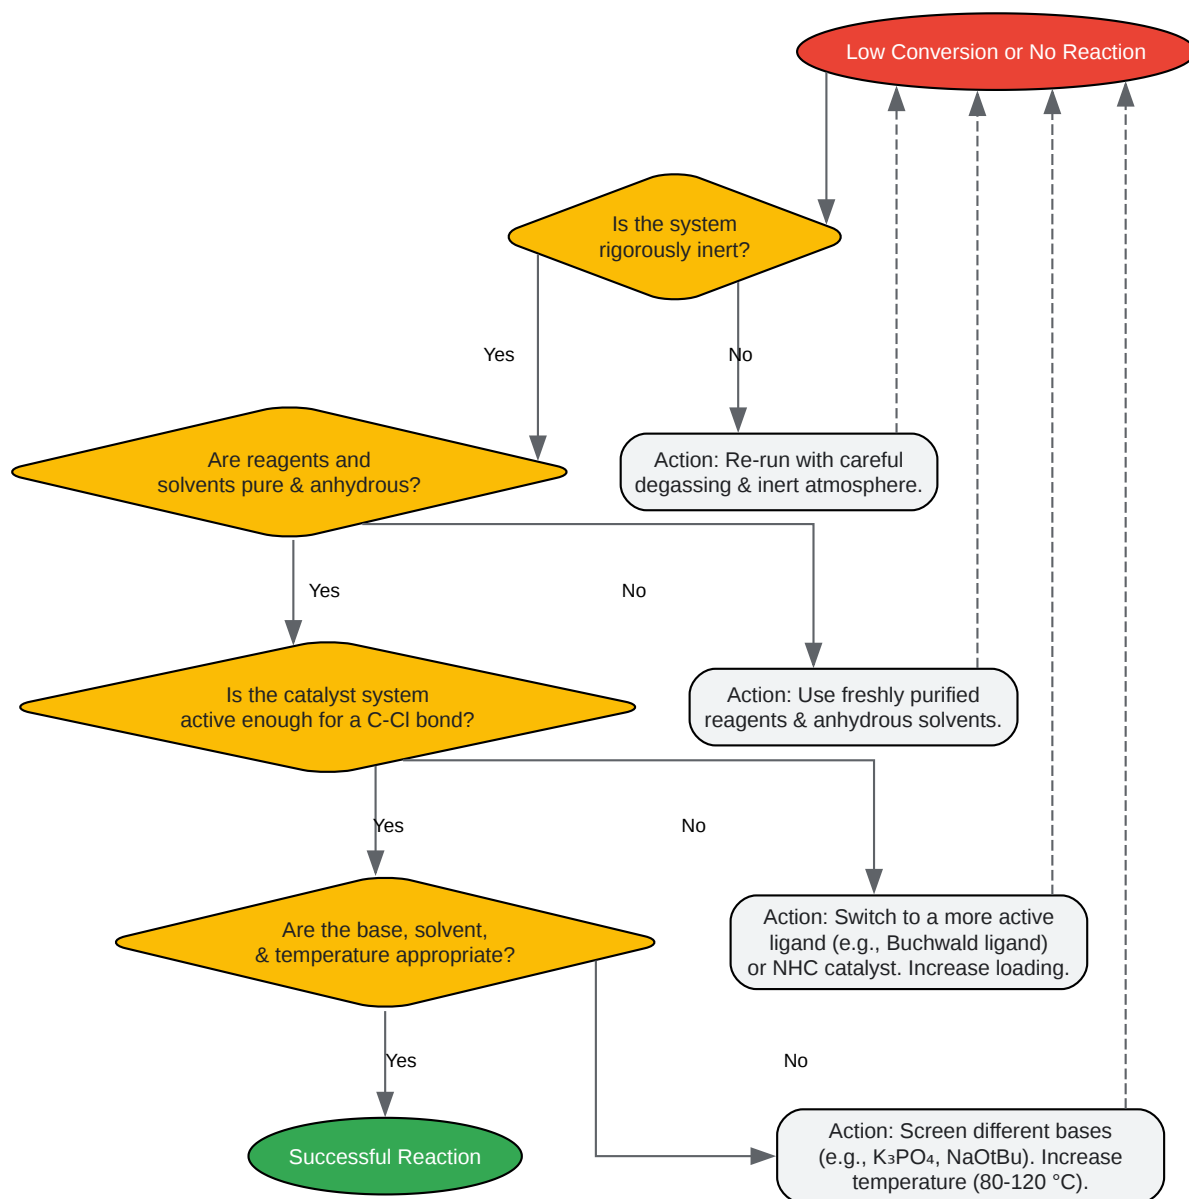 Low Conversion or No Reaction
Is the system
rigorously inert?
Yes
No
Are reagents and
solvents pure & anhydrous?
Action: Re-run with careful
degassing & inert atmosphere.
Yes
No
Is the catalyst system
active enough for a C-Cl bond?
Action: Use freshly purified
reagents & anhydrous solvents.
Yes
No
Are the base, solvent,
& temperature appropriate?
Action: Switch to a more active
ligand (e.g., Buchwald ligand)
or NHC catalyst. Increase loading.
Yes
No
Successful Reaction
Action: Screen different bases
(e.g., K₃PO₄, NaOtBu). Increase
temperature (80-120 °C).